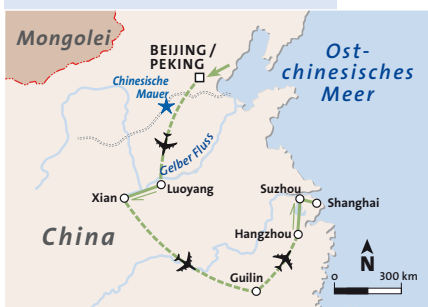 Mongolei
BEIJING/
PEKING
Ost-
chinesisches
Meer
Chinesische
Mauer
Gelber Fluss
Xian
Luoyang
Suzhou
Shanghai
China
Hangzhou
Guilin
N
0 300 km